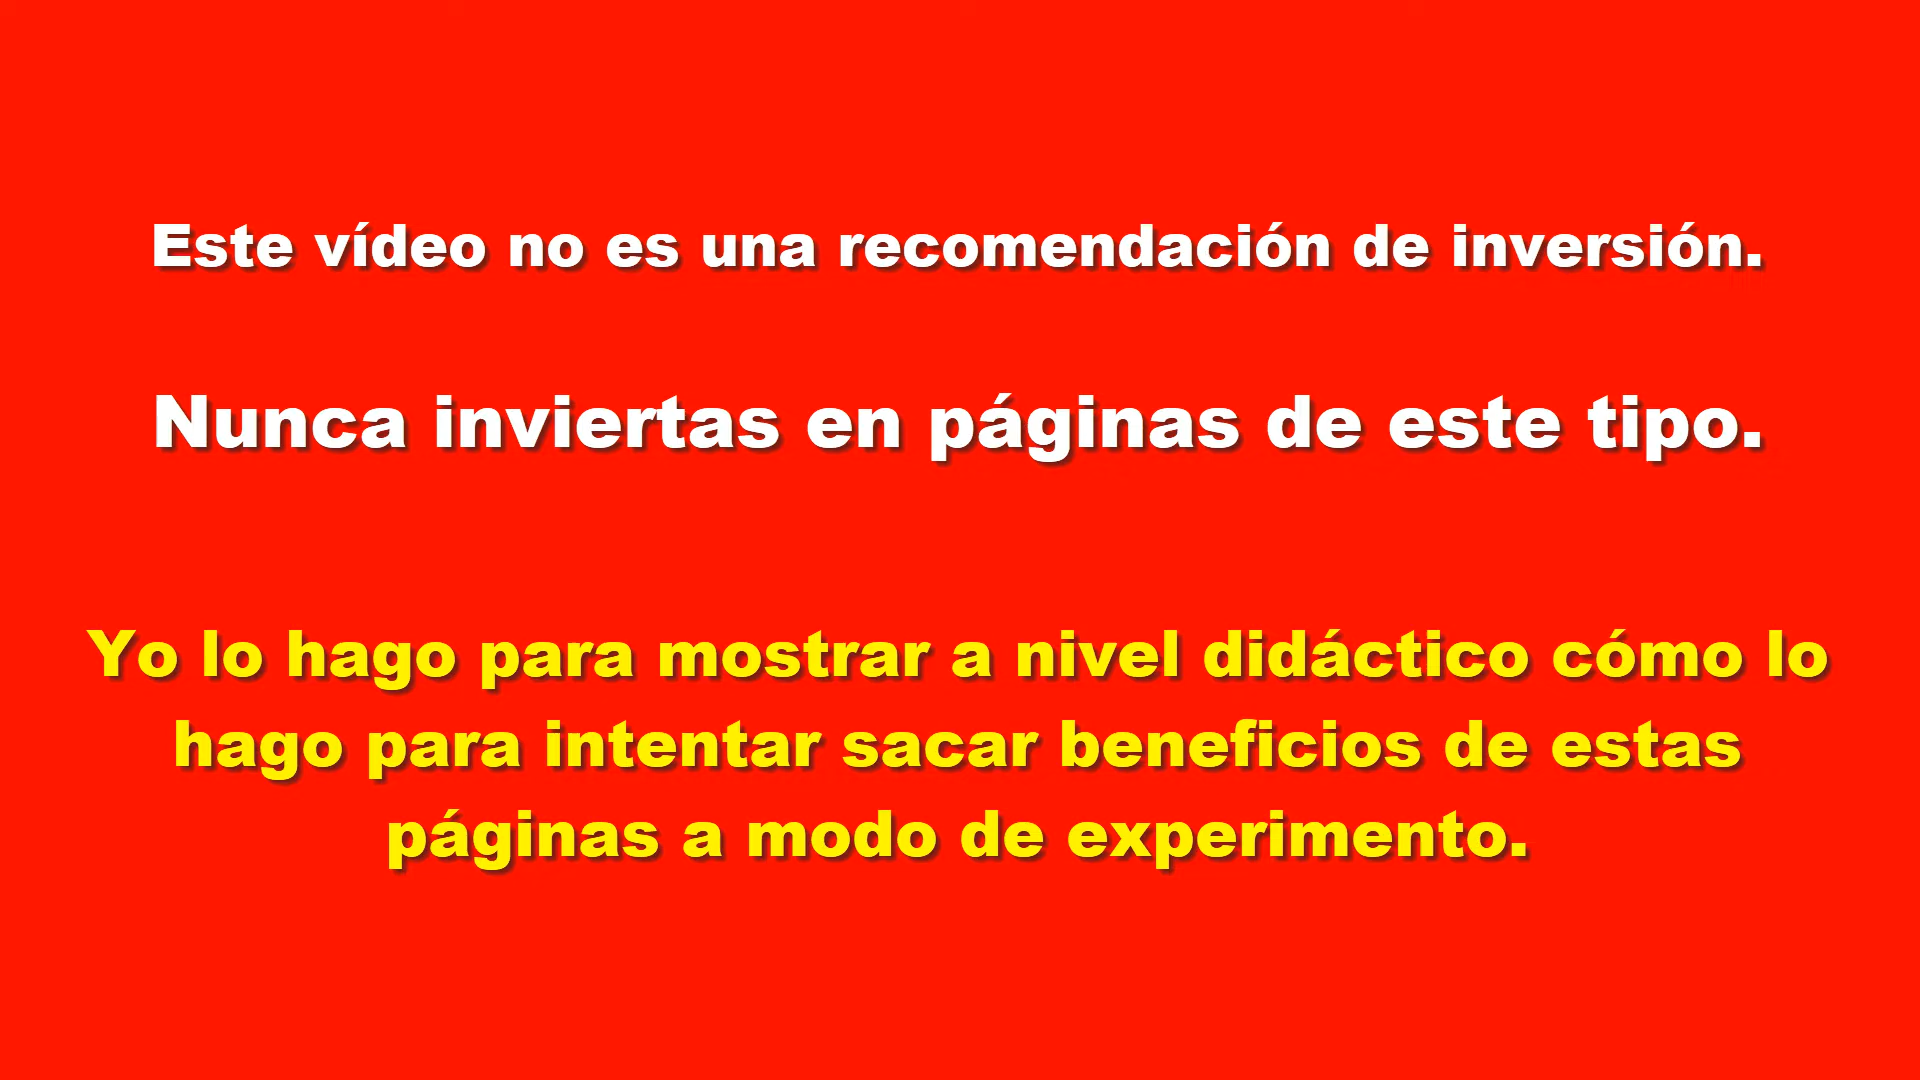 Este vídeo no es una recomendación de inversión.
Nunca inviertas en páginas de este tipo.
Yo lo hago para mostrar a nivel didáctico cómo lo
hago para intentar sacar beneficios de estas
páginas a modo de experimento.